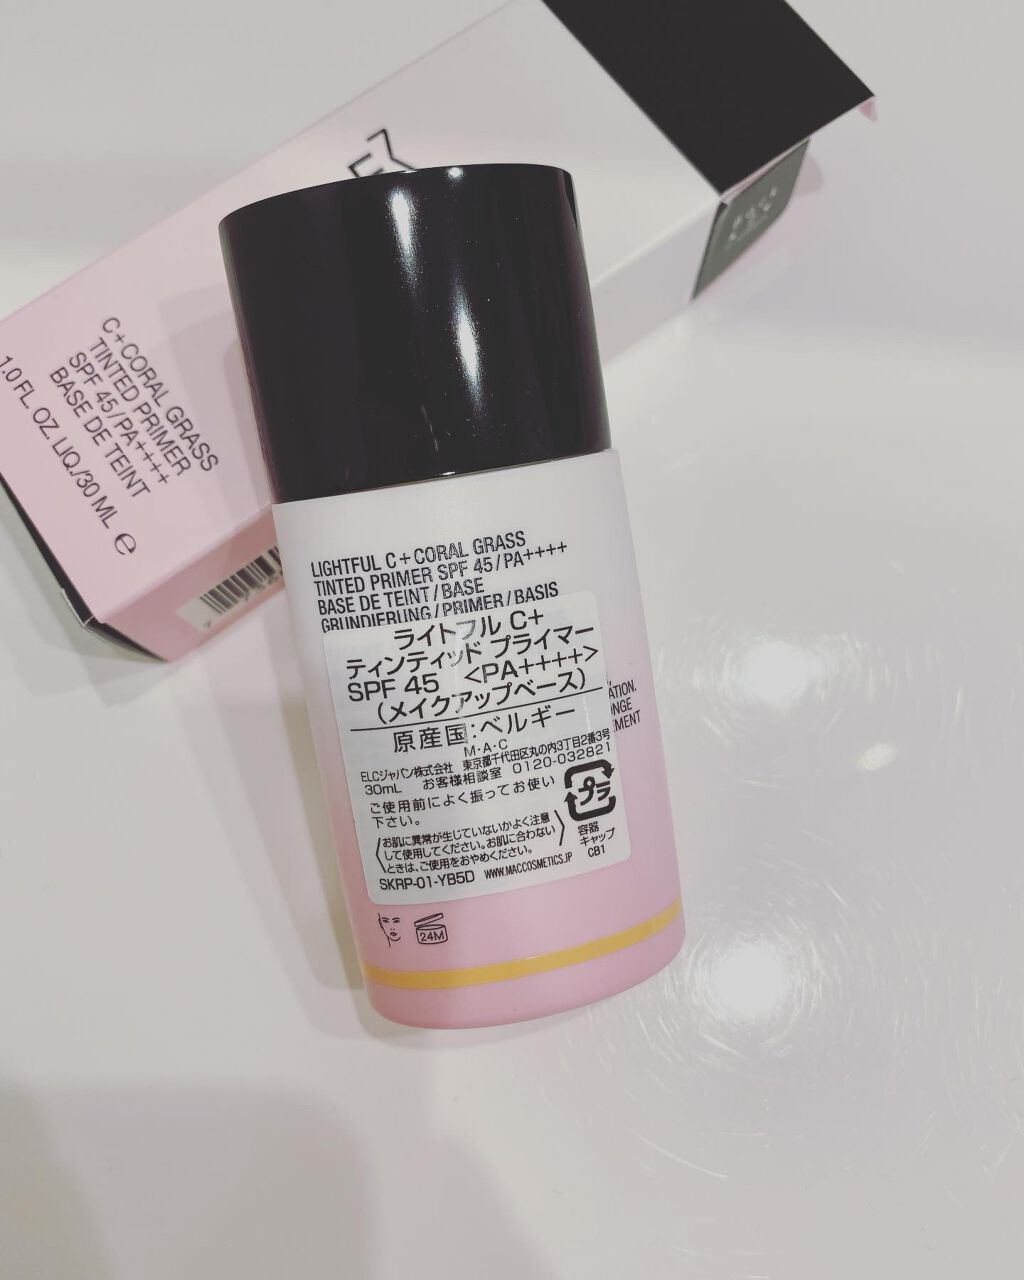 C+CORAL GRASS
TINTED PRIMER
SPF 45/PA++++
BASE DE TEINT
1.0 FL. OZ. LIQ./30 ML e
LIGHTFUL C+CORAL GRASS
TINTED PRIMER SPF 45/PA++++
BASE DE TEINT/BASE
GRUNDIERUNG/PRIMER/BASIS
ライトフル C+
ティンティッド プライマー
SPF 45 <PA++++>
(メイクアップベース)
原産国:ベルギー
M・A・C
ELCジャパン株式会社 東京都千代田区丸の内3丁目2番3号
30mL お客様相談室 0120-032821
ご使用前によく振ってお使い
下さい。
お肌に異常が生じていないかよく注意
して使用してください。お肌に合わない
ときは、ご使用をおやめください。
プラ
容器
キャップ
CB1
SKRP-01-YB5D WWW.MACCOSMETICS.JP
24M